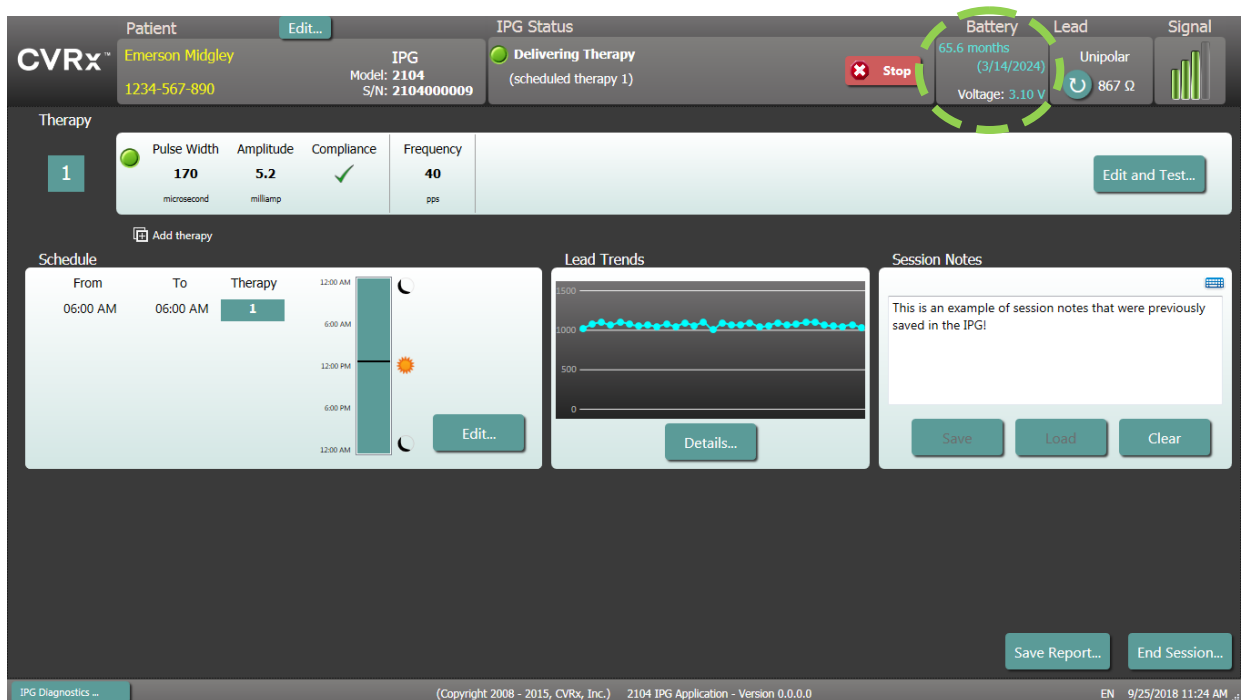 Patient
Edit...
IPG Status
Battery
Lead
Signal
CVRx™
Emerson Midgley
1234-567-890
IPG
Model: 2104
S/N: 2104000009
Delivering Therapy
(scheduled therapy 1)
Stop
65.6 months
(3/14/2024)
Voltage: 3.10 V
Unipolar
867 Ω
Therapy
1
Pulse Width
170
microsecond
Amplitude
5.2
milliamp
Compliance
Frequency
40
pps
Edit and Test...
Add therapy
Schedule
From To Therapy
06:00 AM 06:00 AM 1
12:00 AM
6:00 AM
12:00 PM
6:00 PM
12:00 AM
Edit...
Lead Trends
1500
1000
500
0
Details...
Session Notes
This is an example of session notes that were previously
saved in the IPG!
Save
Load
Clear
Save Report...
End Session...
IPG Diagnostics ...
(Copyright 2008 - 2015, CVRx, Inc.) 2104 IPG Application - Version 0.0.0.0
EN 9/25/2018 11:24 AM